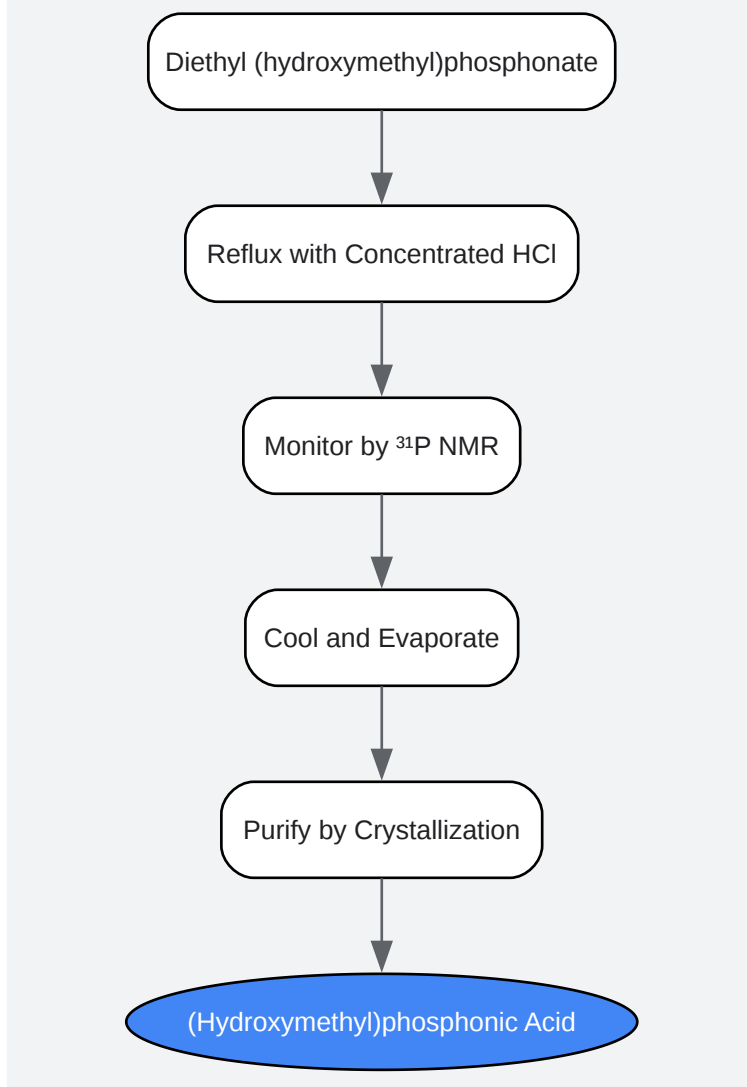 Diethyl (hydroxymethyl)phosphonate
Reflux with Concentrated HCl
Monitor by ³¹P NMR
Cool and Evaporate
Purify by Crystallization
(Hydroxymethyl)phosphonic Acid